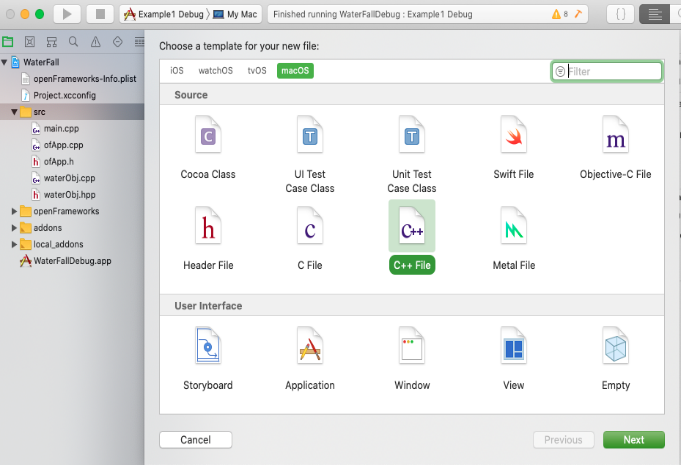 Example1 Debug
My Mac
Finished running WaterFallDebug : Example1 Debug
8
{ }
WaterFall
openFrameworks-Info.plist
Project.xcconfig
src
main.cpp
ofApp.cpp
ofApp.h
waterObj.cpp
waterObj.hpp
openFrameworks
addons
local_addons
WaterFallDebug.app
Choose a template for your new file:
iOS watchOS tvOS macOS
Filter
Source
C T T m
Cocoa Class
UI Test
Case Class
Unit Test
Case Class
Swift File
Objective-C File
h c C++
Header File
C File
C++ File
Metal File
User Interface
Storyboard
Application
Window
View
Empty
Cancel
Previous
Next